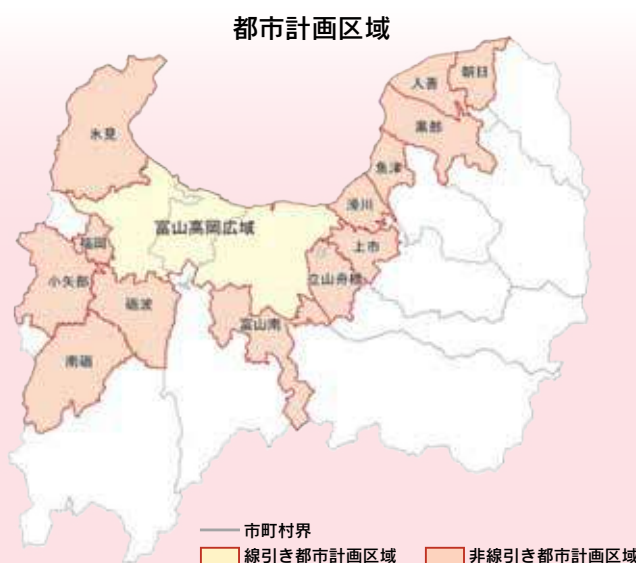 都市計画区域
朝日
入善
黒部
氷見
魚津
滑川
富山高岡広域
福岡
上市
小矢部
立山舟橋
砺波
富山南
南砺
市町村界
線引き都市計画区域
非線引き都市計画区域